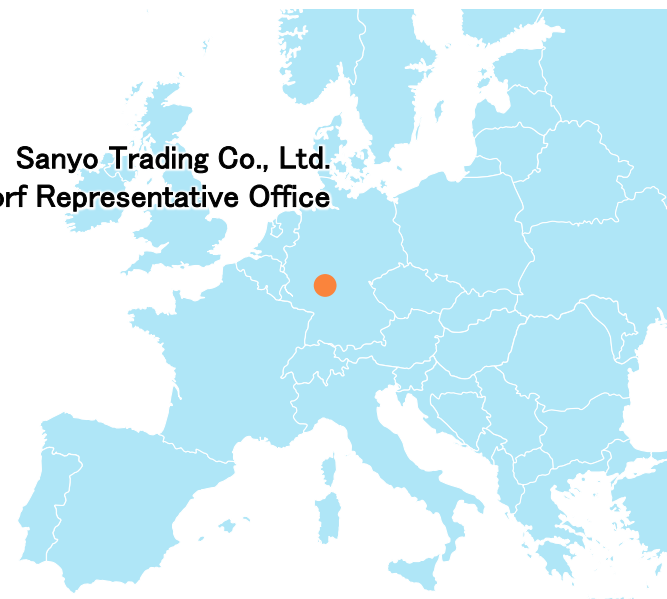 Sanyo Trading Co., Ltd.
orf Representative Office